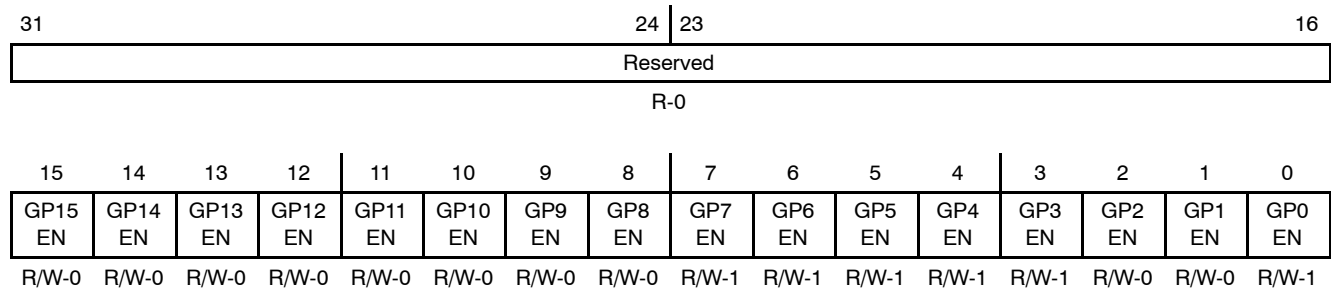 31 24 23 16
Reserved
R-0
15 14 13 12 11 10 9 8 7 6 5 4 3 2 1 0
GP15 GP14 GP13 GP12 GP11 GP10 GP9 GP8 GP7 GP6 GP5 GP4 GP3 GP2 GP1 GP0
EN EN EN EN EN EN EN EN EN EN EN EN EN EN EN EN
R/W-0 R/W-0 R/W-0 R/W-0 R/W-0 R/W-0 R/W-0 R/W-0 R/W-1 R/W-1 R/W-1 R/W-1 R/W-1 R/W-0 R/W-0 R/W-1